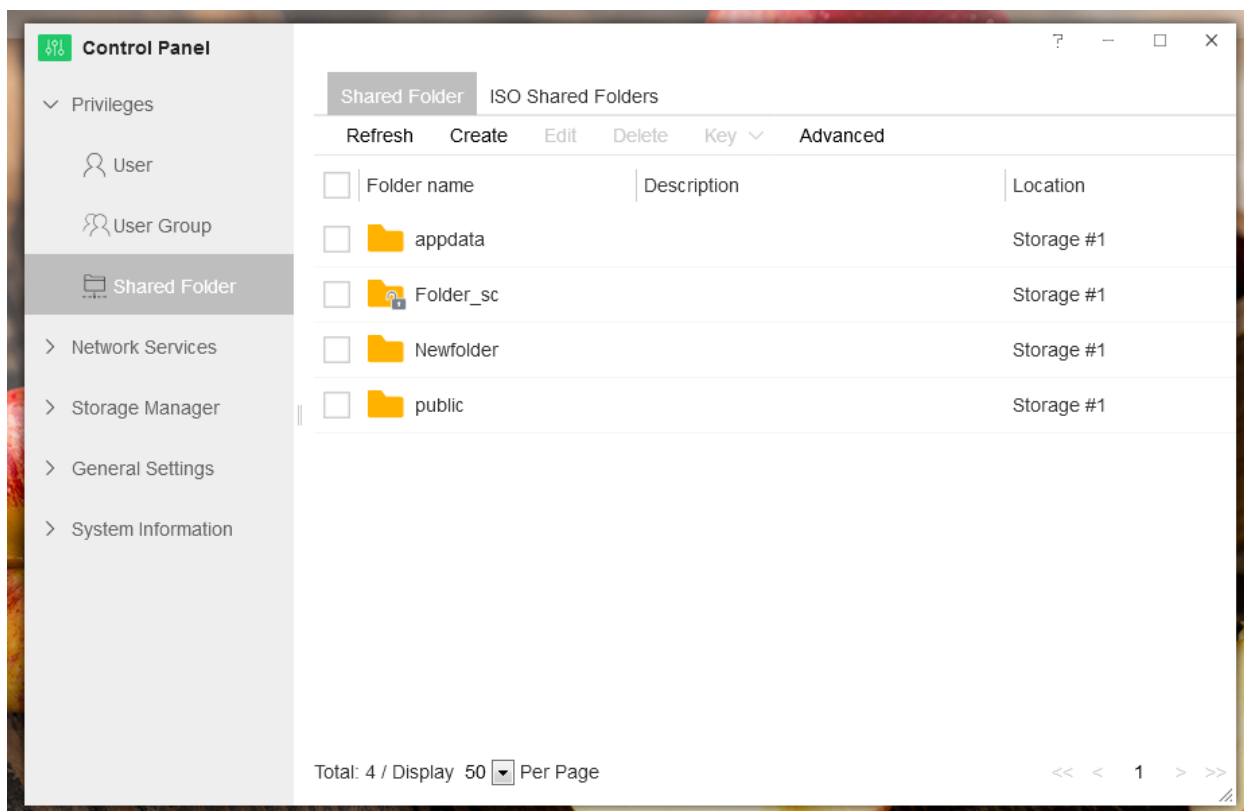 Control Panel
? — □ ×
Privileges
User
User Group
Shared Folder
Network Services
Storage Manager
General Settings
System Information
Shared Folder ISO Shared Folders
Refresh Create Edit Delete Key Advanced
Folder name Description Location
appdata Storage #1
Folder_sc Storage #1
Newfolder Storage #1
public Storage #1
Total: 4 / Display 50 Per Page << < 1 > >>